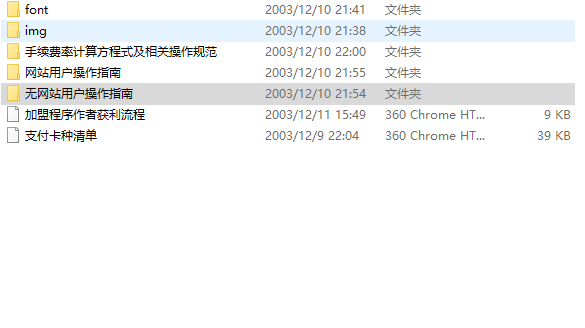 font 2003/12/10 21:41 文件夹
img 2003/12/10 21:38 文件夹
手续费率计算方程式及相关操作规范 2003/12/10 22:00 文件夹
网站用户操作指南 2003/12/10 21:55 文件夹
无网站用户操作指南 2003/12/10 21:54 文件夹
加盟程序作者获利流程 2003/12/11 15:49 360 Chrome HT... 9 KB
支付卡种清单 2003/12/9 22:04 360 Chrome HT... 39 KB